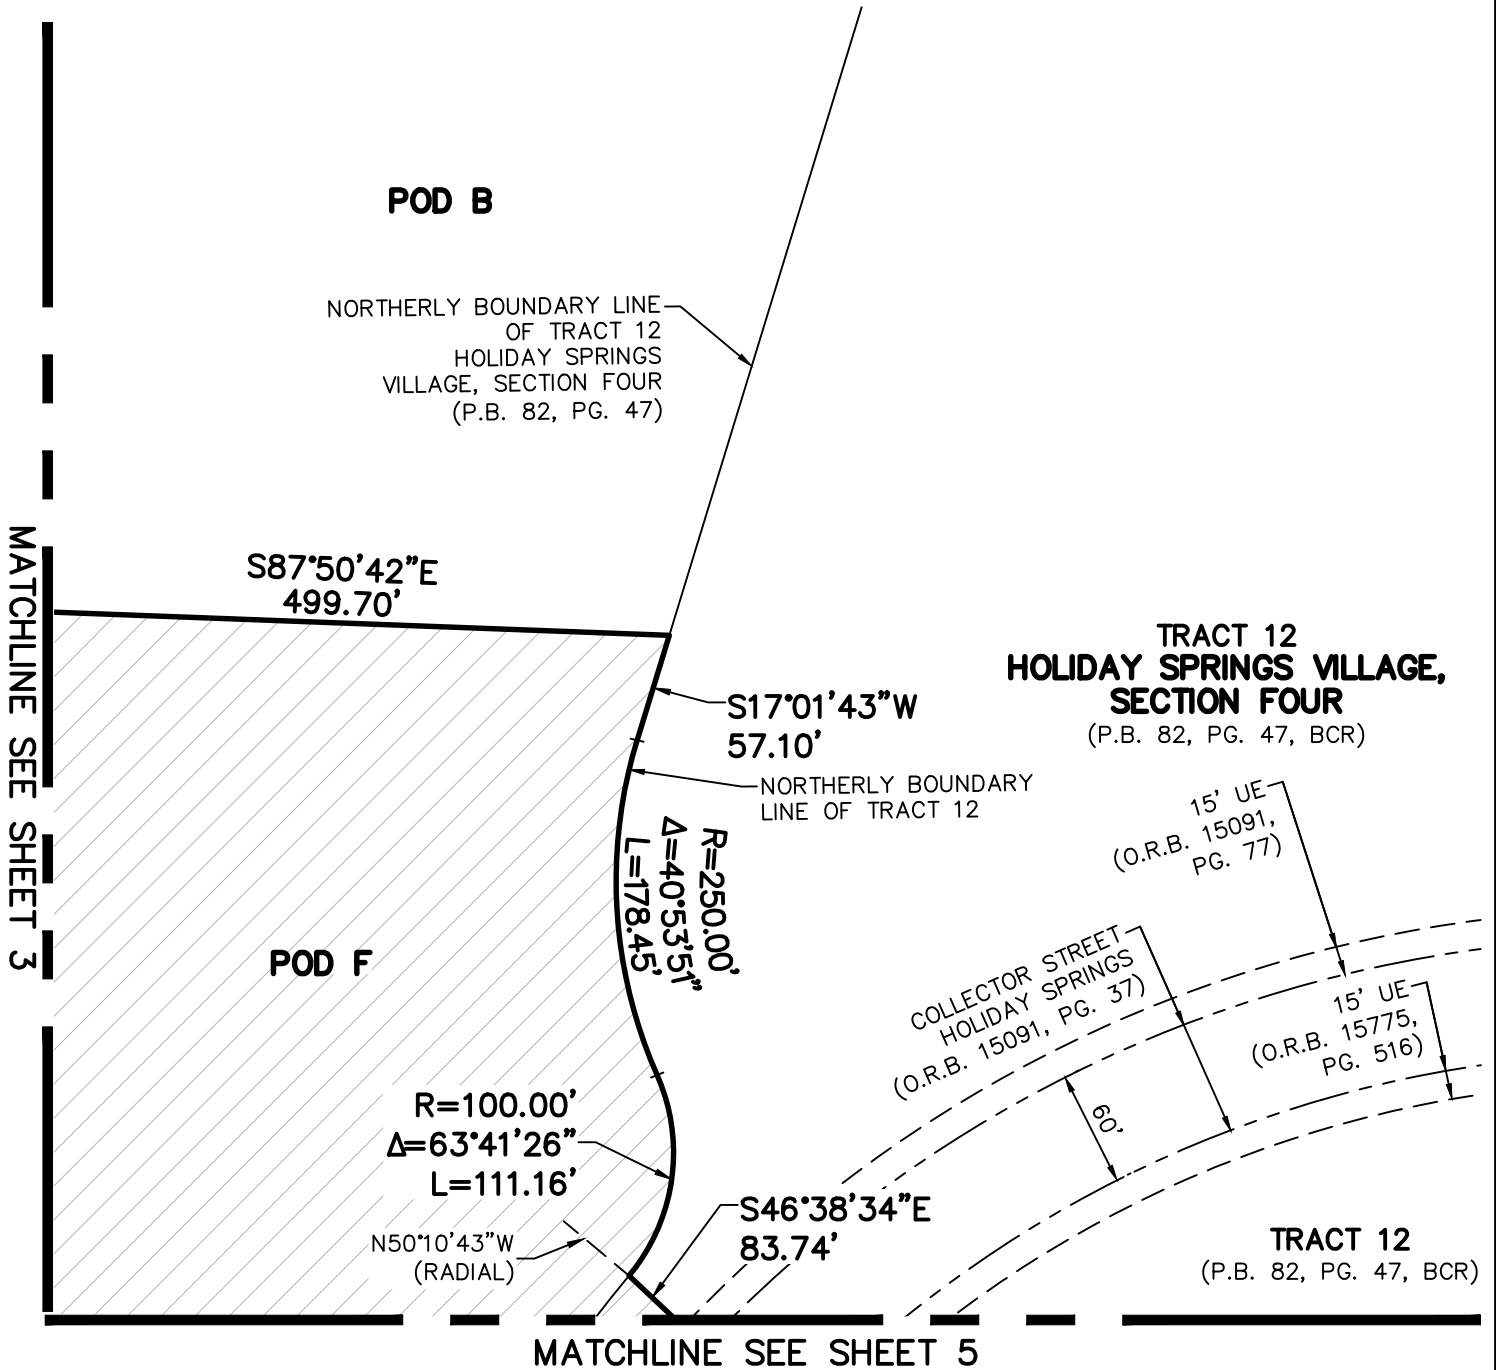 POD B
NORTHERLY BOUNDARY LINE
OF TRACT 12
HOLIDAY SPRINGS
VILLAGE, SECTION FOUR
(P.B. 82, PG. 47)
MATCHLINE SEE SHEET 3
S87°50'42"E
499.70'
TRACT 12
HOLIDAY SPRINGS VILLAGE,
SECTION FOUR
(P.B. 82, PG. 47, BCR)
S17°01'43"W
57.10'
NORTHERLY BOUNDARY
LINE OF TRACT 12
R=250.00'
Δ=40°53'51"
L=178.45'
15' UE
(O.R.B. 15091,
PG. 77)
POD F
COLLECTOR STREET
HOLIDAY SPRINGS
(O.R.B. 15091, PG. 37)
15' UE
(O.R.B. 15775,
PG. 516)
60'
R=100.00'
Δ=63°41'26"
L=111.16'
N50°10'43"W
(RADIAL)
S46°38'34"E
83.74'
TRACT 12
(P.B. 82, PG. 47, BCR)
MATCHLINE SEE SHEET 5